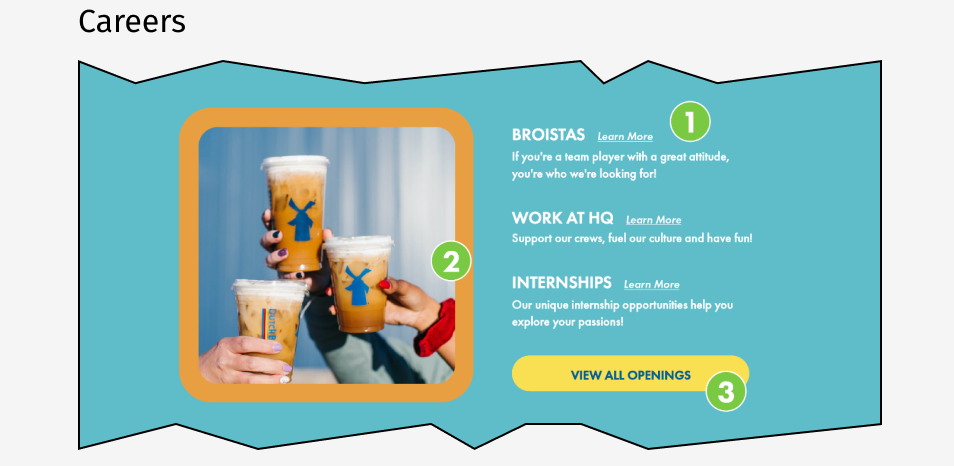 Careers
1
BROISTAS Learn More
If you're a team player with a great attitude,
you're who we're looking for!
WORK AT HQ Learn More
Support our crews, fuel our culture and have fun!
2
INTERNSHIPS Learn More
Our unique internship opportunities help you
explore your passions!
VIEW ALL OPENINGS
3